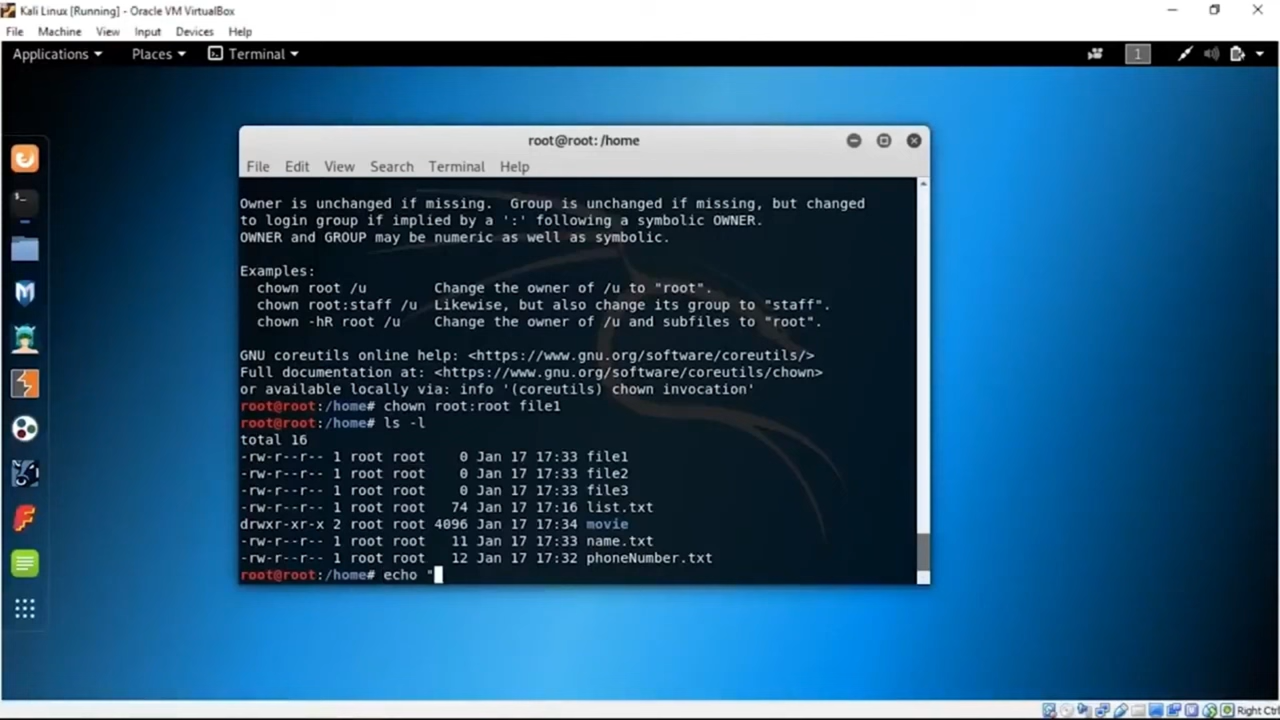 Kali Linux [Running] - Oracle VM VirtualBox
File Machine View Input Devices Help
Applications Places Terminal 1
root@root: /home
File Edit View Search Terminal Help
Owner is unchanged if missing.  Group is unchanged if missing, but changed
to login group if implied by a ':' following a symbolic OWNER.
OWNER and GROUP may be numeric as well as symbolic.
Examples:
  chown root /u        Change the owner of /u to "root".
  chown root:staff /u  Likewise, but also change its group to "staff".
  chown -hR root /u    Change the owner of /u and subfiles to "root".
GNU coreutils online help: <https://www.gnu.org/software/coreutils/>
Full documentation at: <https://www.gnu.org/software/coreutils/chown>
or available locally via: info '(coreutils) chown invocation'
root@root:/home# chown root:root file1
root@root:/home# ls -l
total 16
-rw-r--r-- 1 root root    0 Jan 17 17:33 file1
-rw-r--r-- 1 root root    0 Jan 17 17:33 file2
-rw-r--r-- 1 root root    0 Jan 17 17:33 file3
-rw-r--r-- 1 root root   74 Jan 17 17:16 list.txt
drwxr-xr-x 2 root root 4096 Jan 17 17:34 movie
-rw-r--r-- 1 root root   11 Jan 17 17:33 name.txt
-rw-r--r-- 1 root root   12 Jan 17 17:32 phoneNumber.txt
root@root:/home# echo "
Right Ctrl